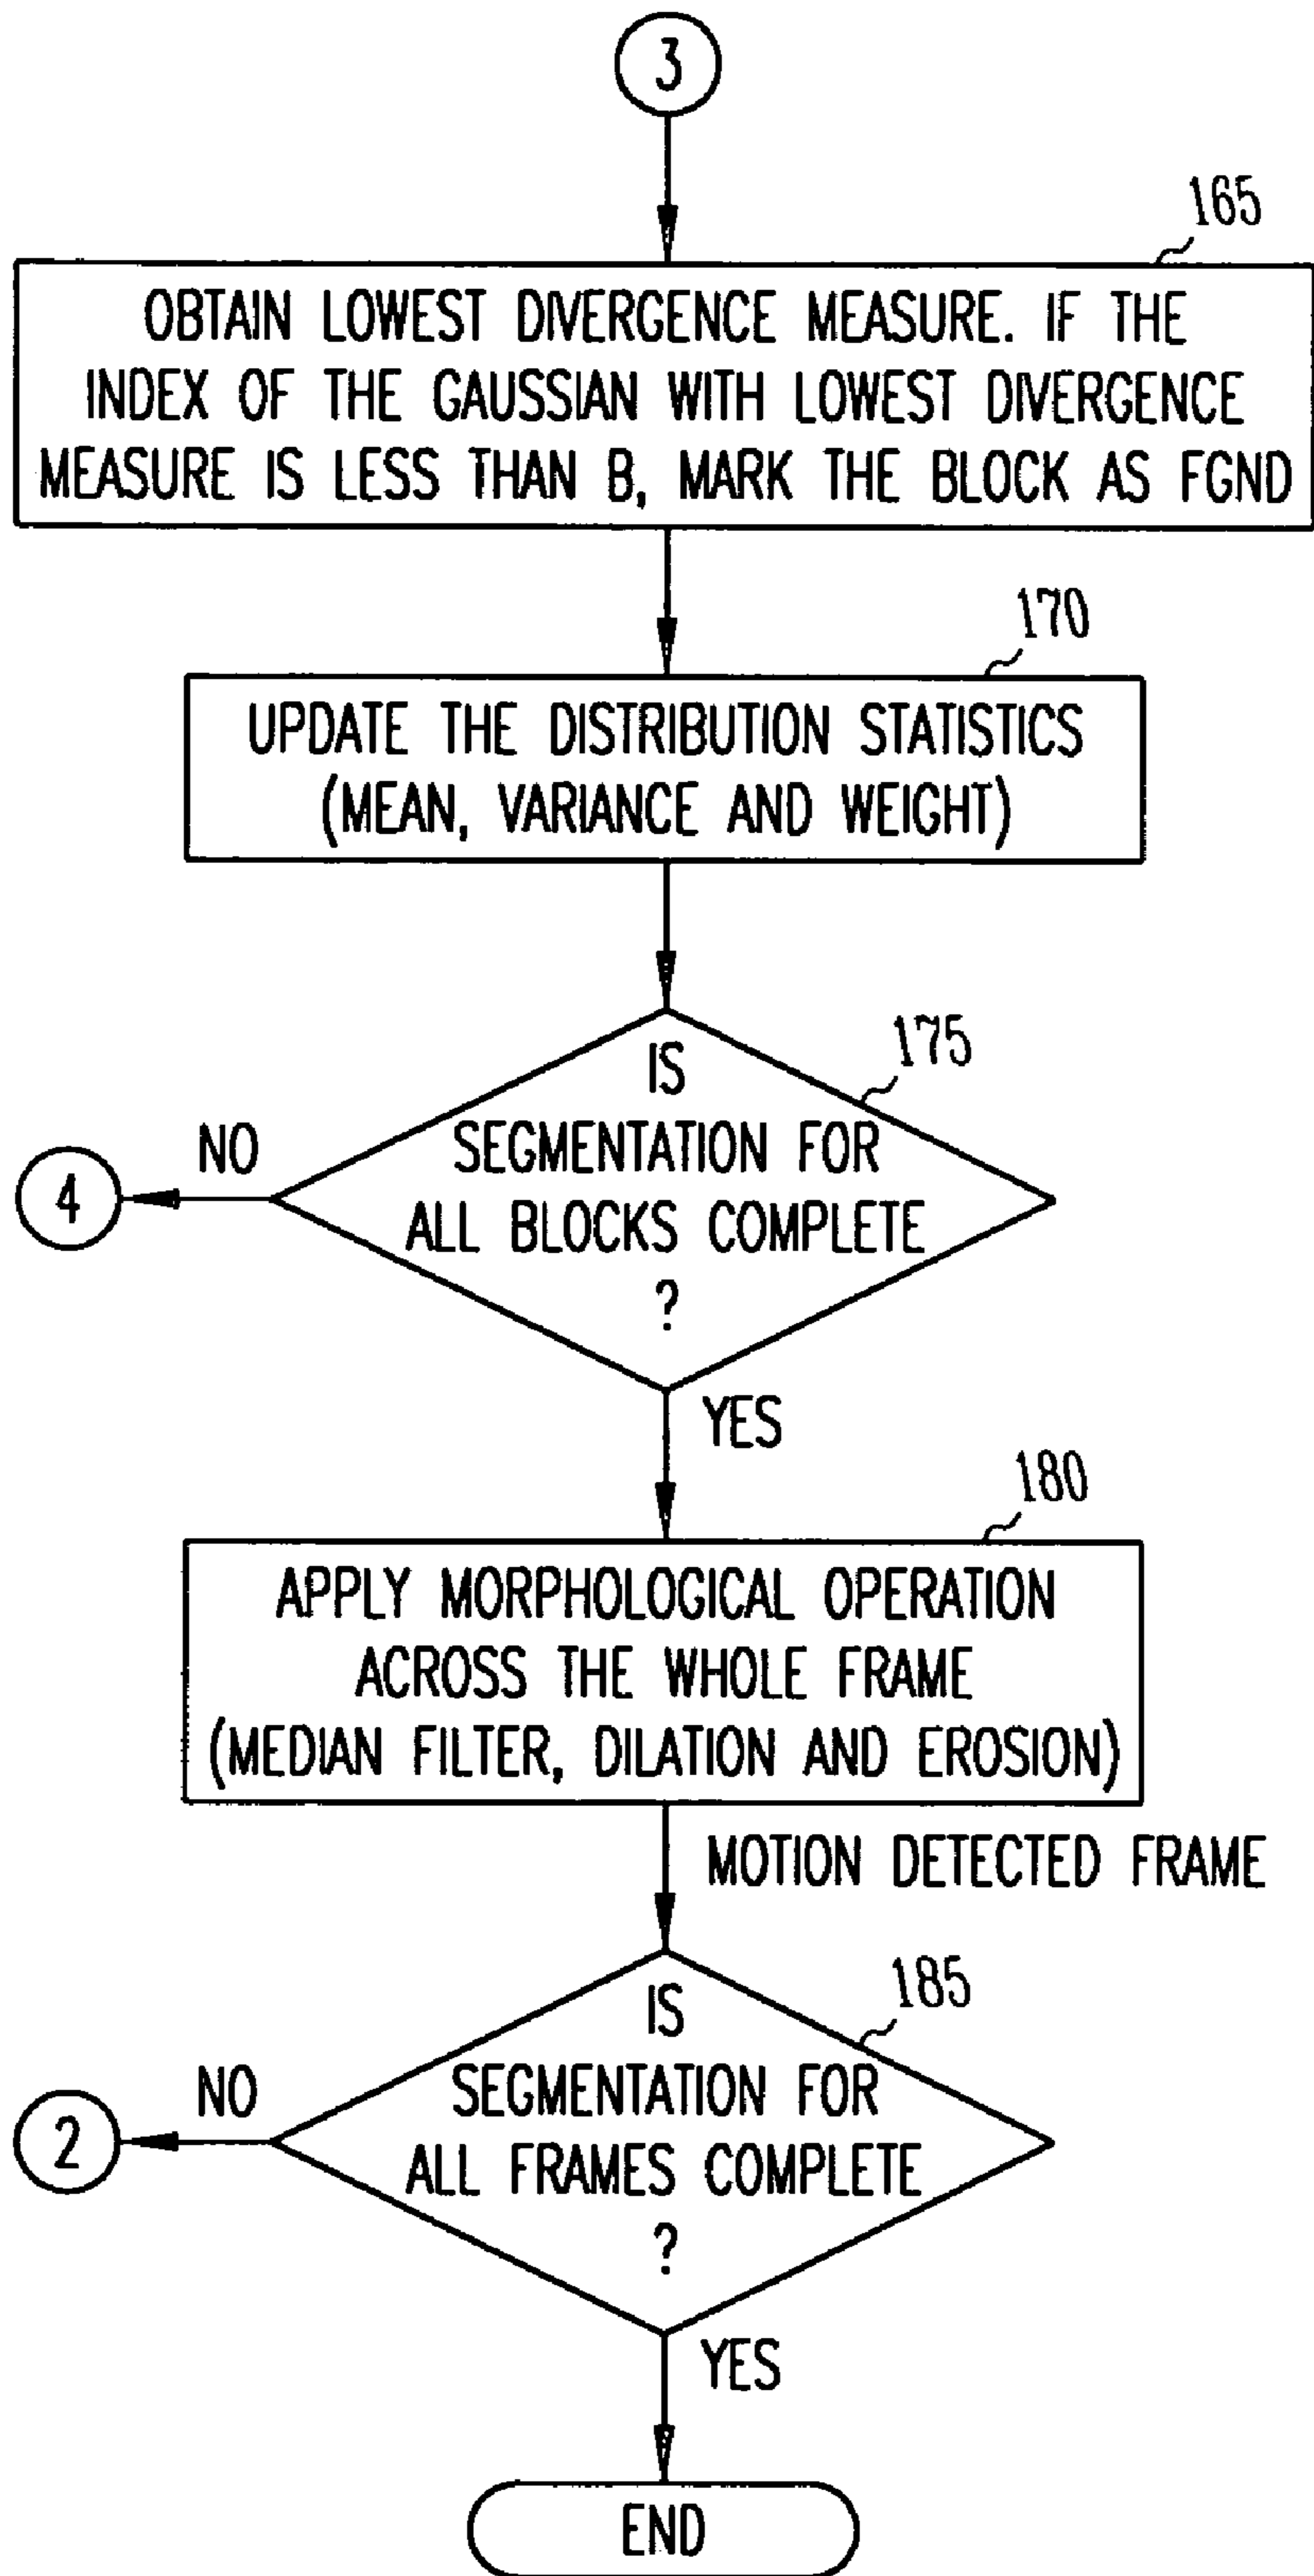 3
165
OBTAIN LOWEST DIVERGENCE MEASURE. IF THE
INDEX OF THE GAUSSIAN WITH LOWEST DIVERGENCE
MEASURE IS LESS THAN B, MARK THE BLOCK AS FGND
170
UPDATE THE DISTRIBUTION STATISTICS
(MEAN, VARIANCE AND WEIGHT)
175
IS
SEGMENTATION FOR
ALL BLOCKS COMPLETE
?
NO
4
YES
180
APPLY MORPHOLOGICAL OPERATION
ACROSS THE WHOLE FRAME
(MEDIAN FILTER, DILATION AND EROSION)
MOTION DETECTED FRAME
185
IS
SEGMENTATION FOR
ALL FRAMES COMPLETE
?
NO
2
YES
END